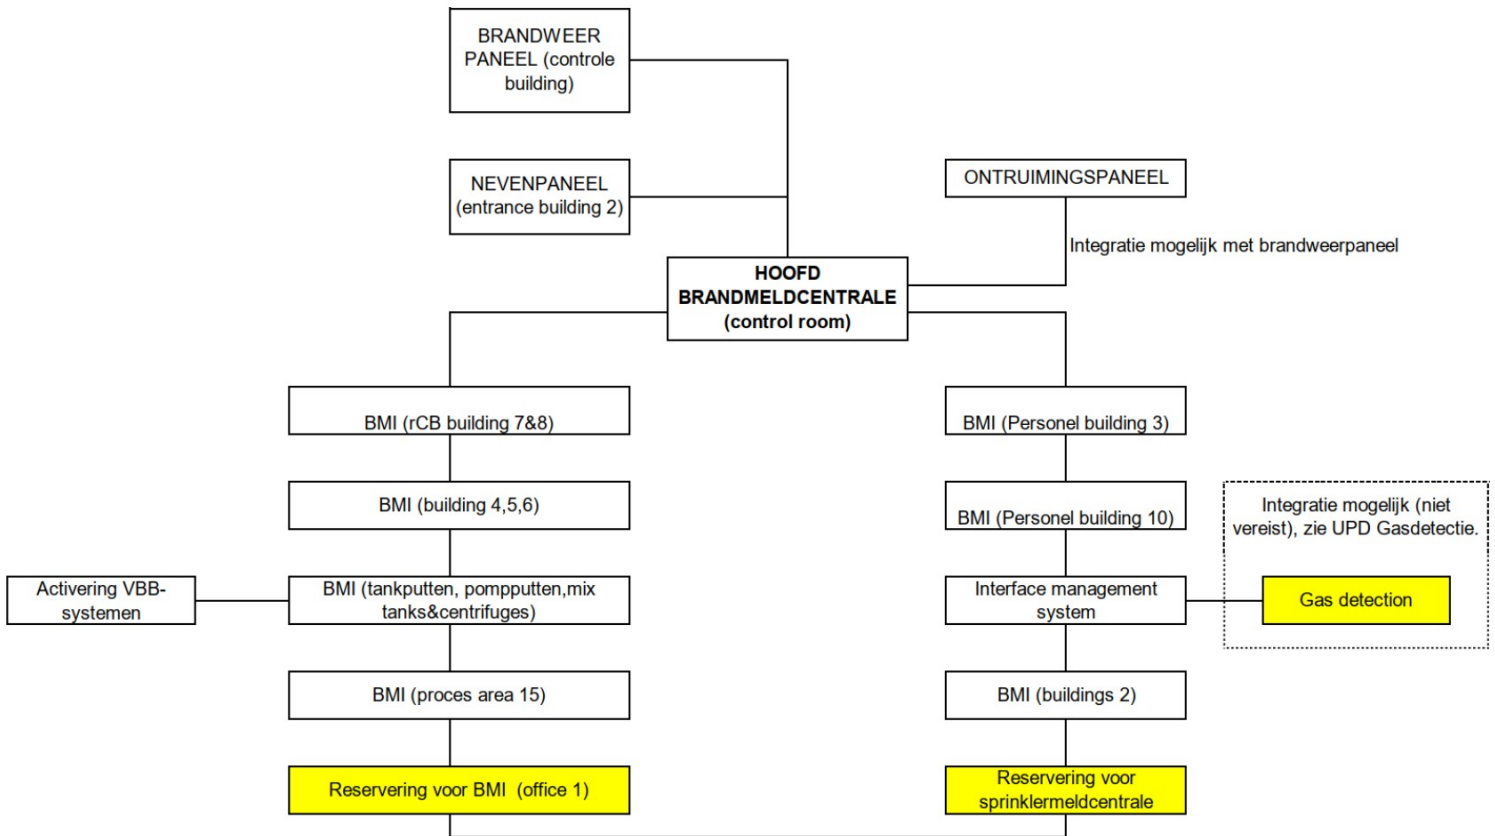 BRANDWEER
PANEEL (controle
building)
NEVENPANEEL
(entrance building 2)
ONTRUIMINGSPANEEL
Integratie mogelijk met brandweerpaneel
HOOFD
BRANDMELDCENTRALE
(control room)
BMI (rCB building 7&8)
BMI (Personel building 3)
BMI (building 4,5,6)
BMI (Personel building 10)
Integratie mogelijk (niet
vereist), zie UPD Gasdetectie.
Activering VBB-
systemen
BMI (tankputten, pompputten,mix
tanks&centrifuges)
Interface management
system
Gas detection
BMI (proces area 15)
BMI (buildings 2)
Reservering voor BMI  (office 1)
Reservering voor
sprinklermeldcentrale